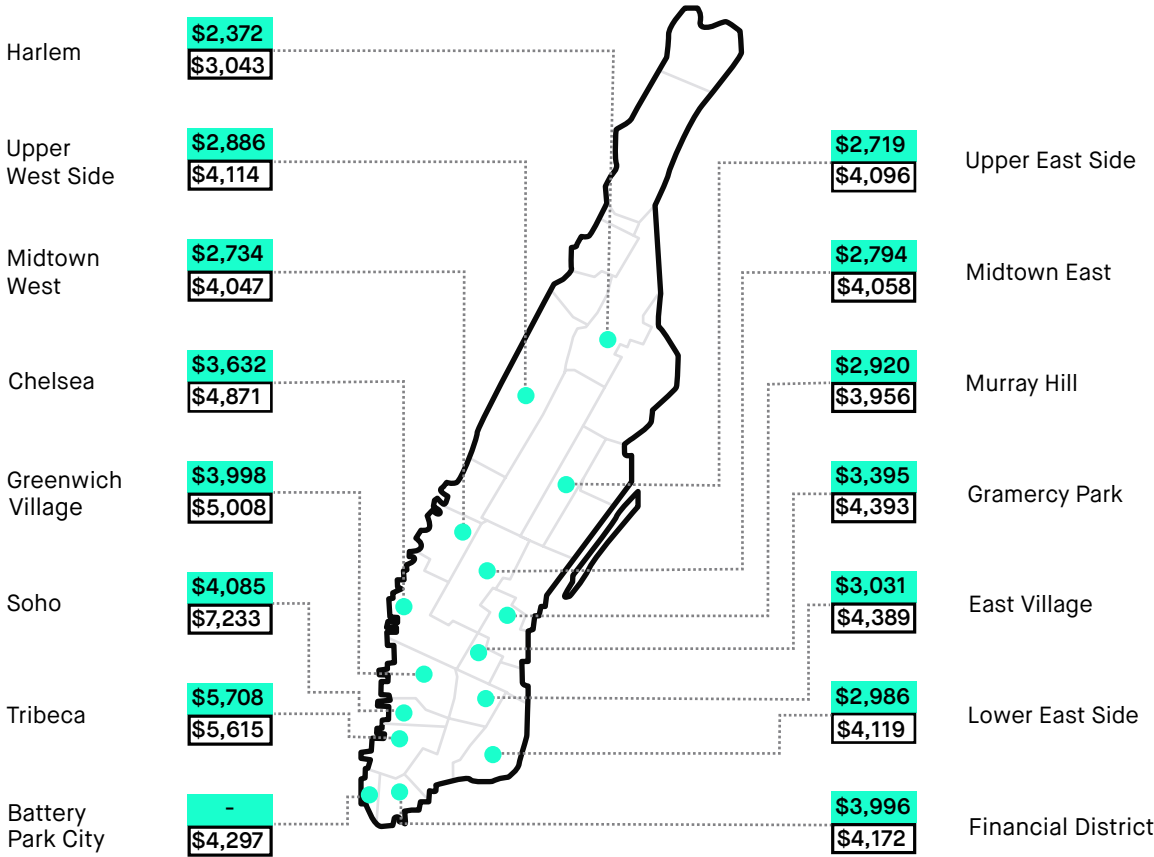 Harlem
$2,372
$3,043
Upper
West Side
$2,886
$4,114
Midtown
West
$2,734
$4,047
Chelsea
$3,632
$4,871
Greenwich
Village
$3,998
$5,008
Soho
$4,085
$7,233
Tribeca
$5,708
$5,615
Battery
Park City
-
$4,297
$2,719
$4,096
Upper East Side
$2,794
$4,058
Midtown East
$2,920
$3,956
Murray Hill
$3,395
$4,393
Gramercy Park
$3,031
$4,389
East Village
$2,986
$4,119
Lower East Side
$3,996
$4,172
Financial District